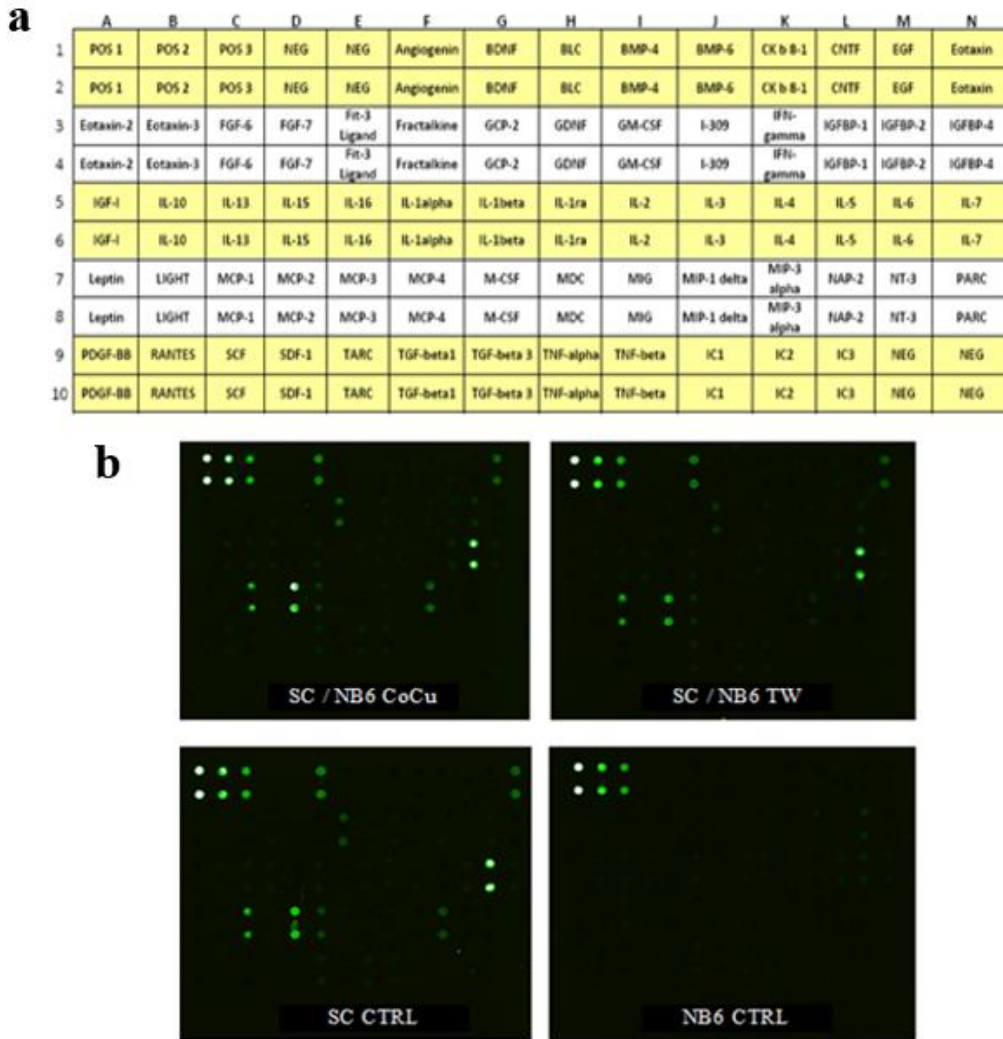 a
A B C D E F G H I J K L M N
1 POS 1 POS 2 POS 3 NEG NEG Angiogenin BDNF BLC BMP-4 BMP-6 CK b 8-1 CNTF EGF Eotaxin
2 POS 1 POS 2 POS 3 NEG NEG Angiogenin BDNF BLC BMP-4 BMP-6 CK b 8-1 CNTF EGF Eotaxin
3 Eotaxin-2 Eotaxin-3 FGF-6 FGF-7 Fit-3 Ligand Fractalkine GCP-2 GDNF GM-CSF I-309 IFN-gamma IGFBP-1 IGFBP-2 IGFBP-4
4 Eotaxin-2 Eotaxin-3 FGF-6 FGF-7 Fit-3 Ligand Fractalkine GCP-2 GDNF GM-CSF I-309 IFN-gamma IGFBP-1 IGFBP-2 IGFBP-4
5 IGF-I IL-10 IL-13 IL-15 IL-16 IL-1alpha IL-1beta IL-1ra IL-2 IL-3 IL-4 IL-5 IL-6 IL-7
6 IGF-I IL-10 IL-13 IL-15 IL-16 IL-1alpha IL-1beta IL-1ra IL-2 IL-3 IL-4 IL-5 IL-6 IL-7
7 Leptin LIGHT MCP-1 MCP-2 MCP-3 MCP-4 M-CSF MDC MIG MIP-1 delta MIP-3 alpha NAP-2 NT-3 PARC
8 Leptin LIGHT MCP-1 MCP-2 MCP-3 MCP-4 M-CSF MDC MIG MIP-1 delta MIP-3 alpha NAP-2 NT-3 PARC
9 PDGF-BB RANTES SCF SDF-1 TARC TGF-beta1 TGF-beta 3 TNF-alpha TNF-beta IC1 IC2 IC3 NEG NEG
10 PDGF-BB RANTES SCF SDF-1 TARC TGF-beta1 TGF-beta 3 TNF-alpha TNF-beta IC1 IC2 IC3 NEG NEG
b
SC / NB6 CoCu
SC / NB6 TW
SC CTRL
NB6 CTRL